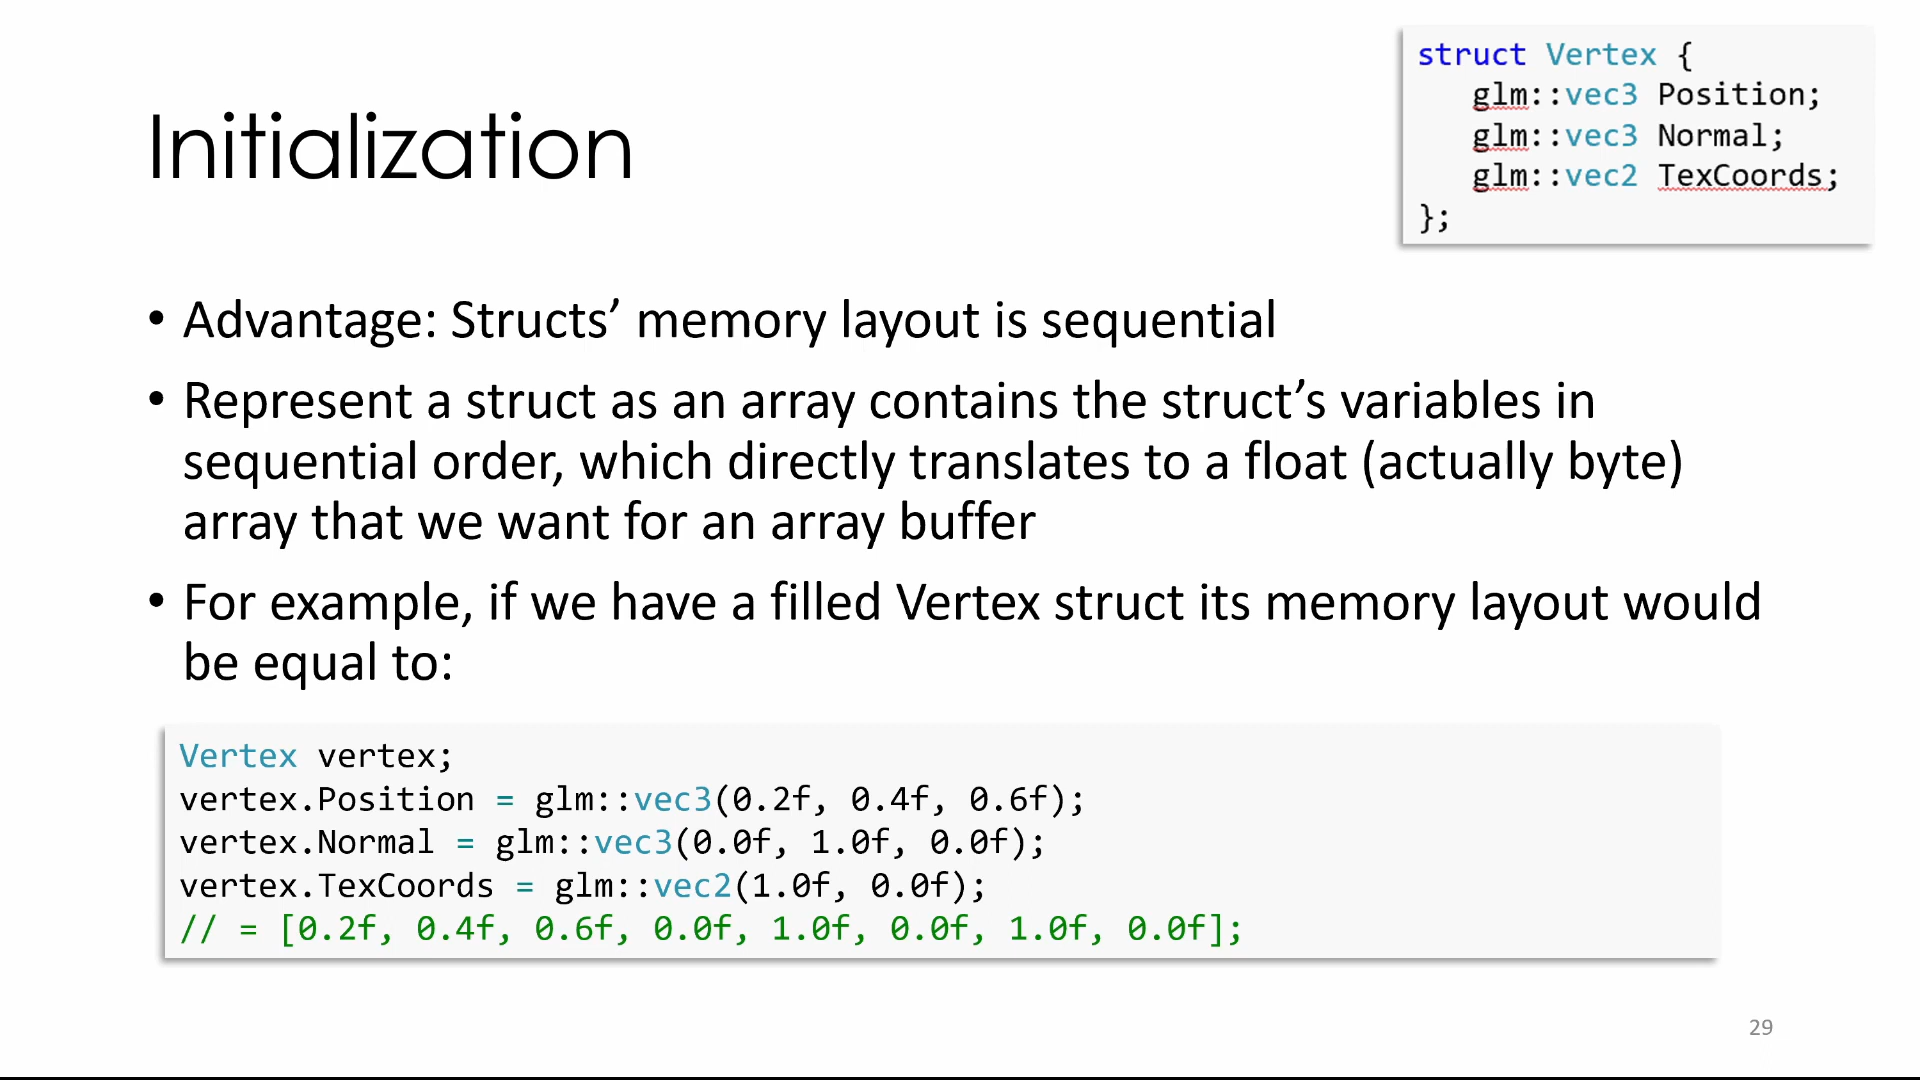 struct Vertex {
glm::vec3 Position;
glm::vec3 Normal;
glm::vec2 TexCoords;
};
Initialization
• Advantage: Structs’ memory layout is sequential
• Represent a struct as an array contains the struct’s variables in
sequential order, which directly translates to a float (actually byte)
array that we want for an array buffer
• For example, if we have a filled Vertex struct its memory layout would
be equal to:
Vertex vertex;
vertex.Position = glm::vec3(0.2f, 0.4f, 0.6f);
vertex.Normal = glm::vec3(0.0f, 1.0f, 0.0f);
vertex.TexCoords = glm::vec2(1.0f, 0.0f);
// = [0.2f, 0.4f, 0.6f, 0.0f, 1.0f, 0.0f, 1.0f, 0.0f];
29